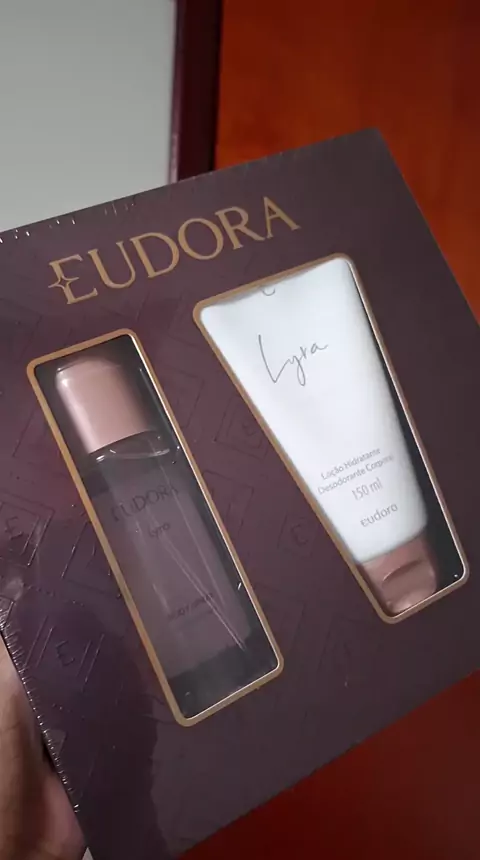 EUDORA
EUDORA
Lyra
Lyra
Loção Hidratante
Desodorante Corporal
150 ml
eudora